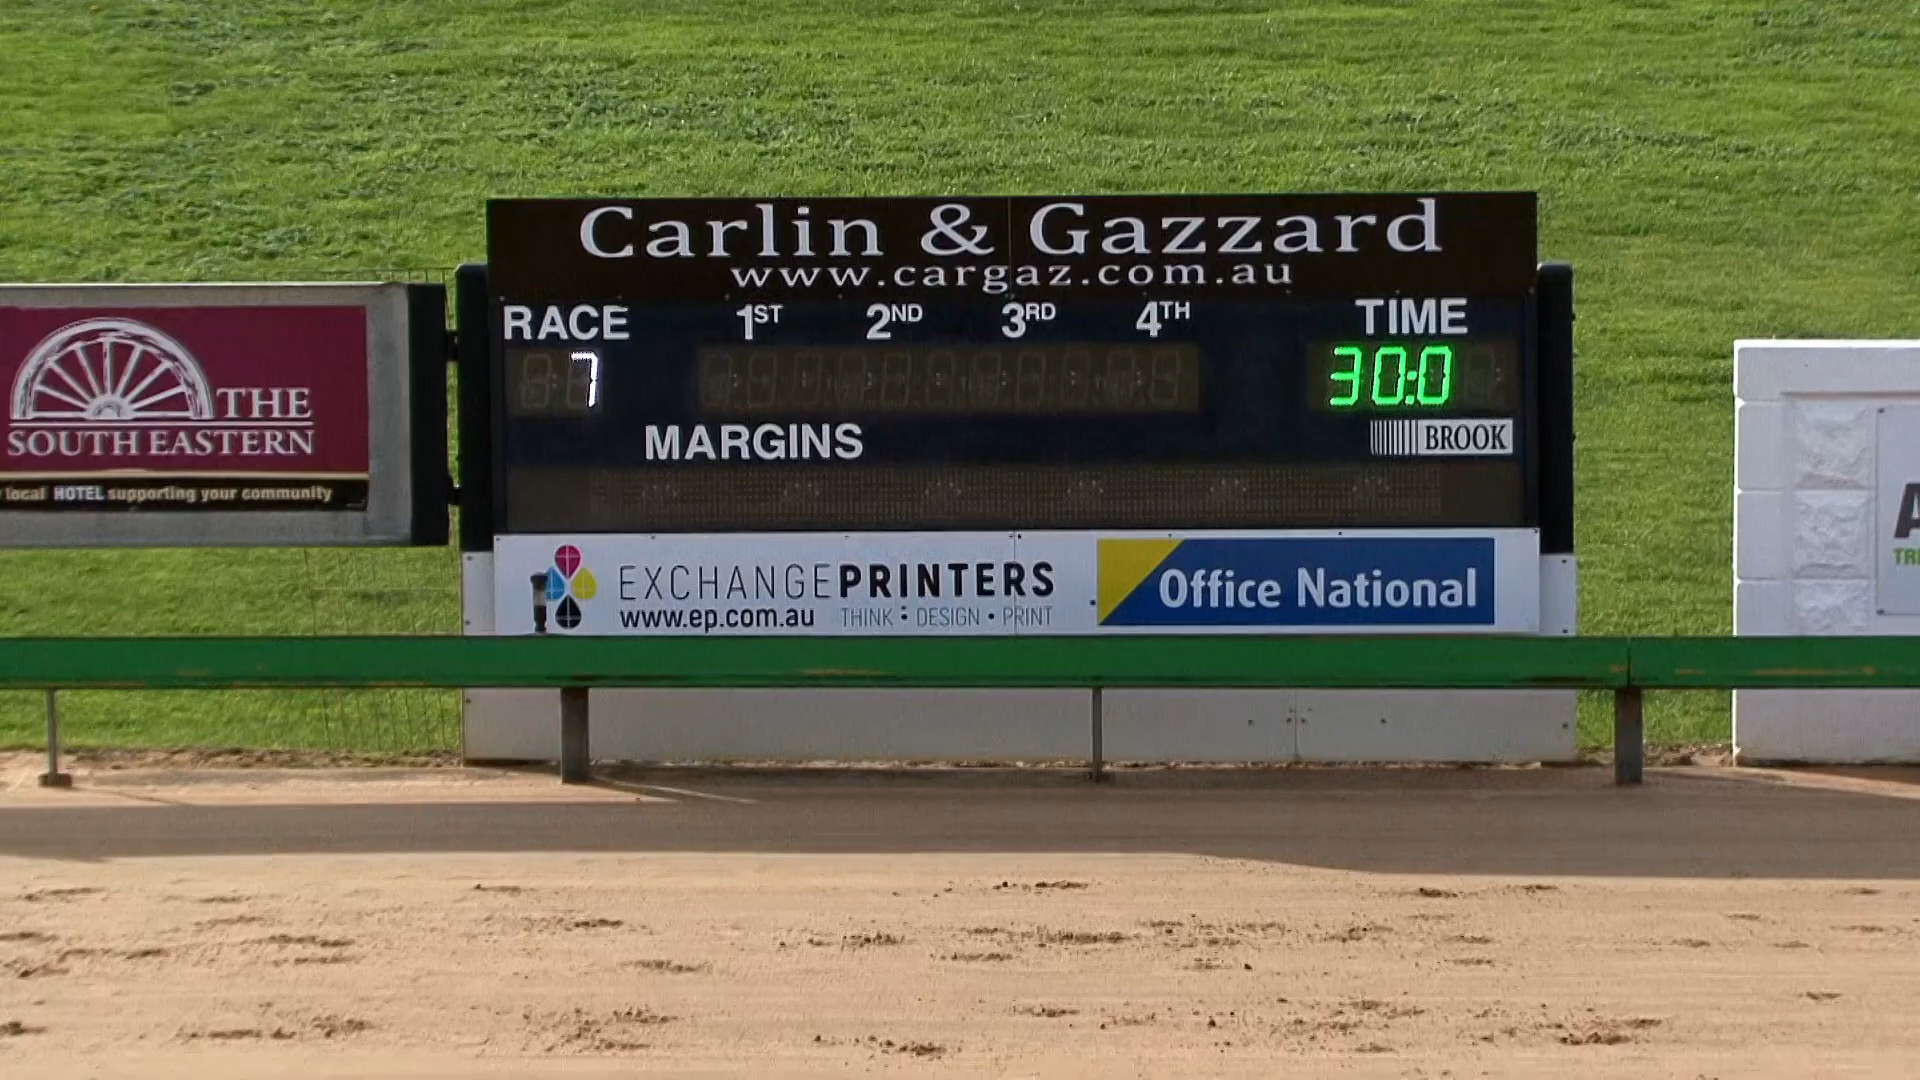 Carlin & Gazzard
www.cargaz.com.au
RACE 1ST 2ND 3RD 4TH TIME
7 30:0
MARGINS
BROOK
THE
SOUTH EASTERN
local HOTEL supporting your community
EXCHANGEPRINTERS
www.ep.com.au THINK : DESIGN • PRINT
Office National